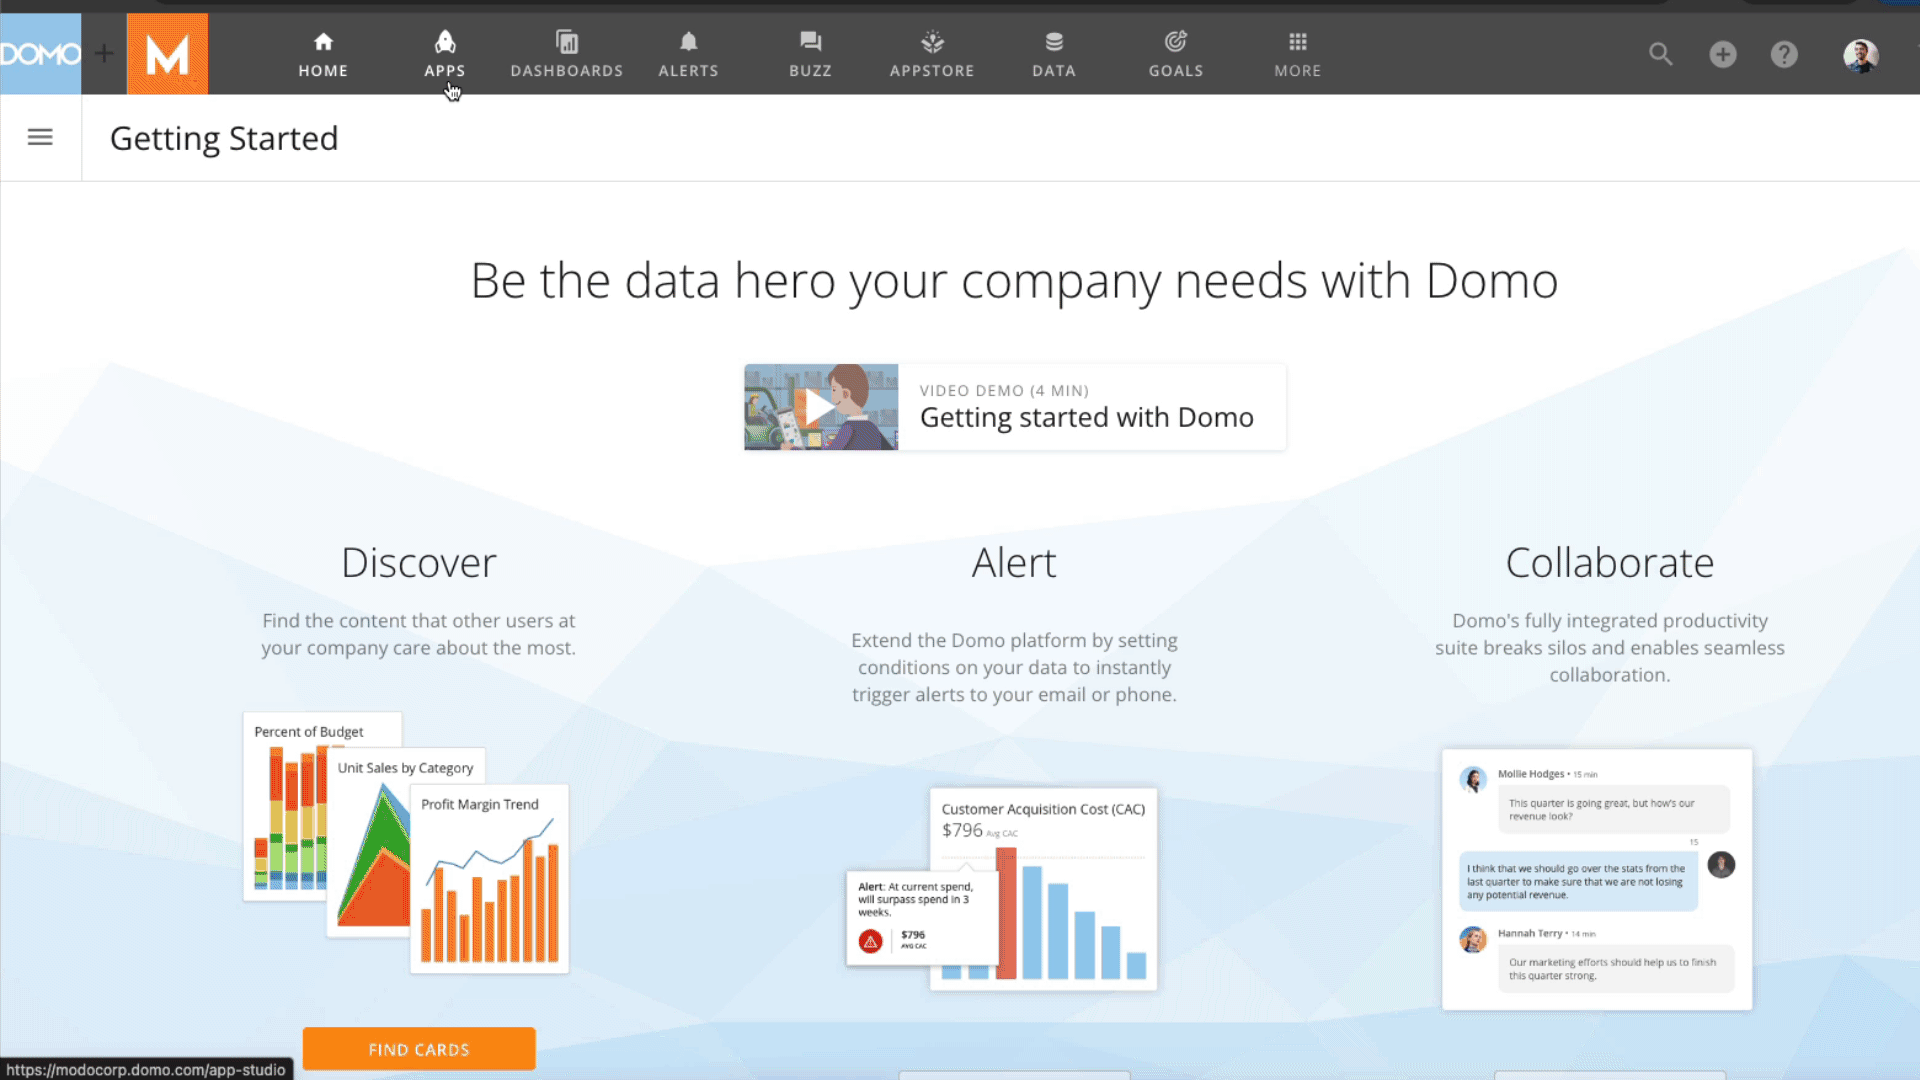 DOMO
M
HOME
APPS
DASHBOARDS
ALERTS
BUZZ
APPSTORE
DATA
GOALS
MORE
Getting Started
Be the data hero your company needs with Domo
VIDEO DEMO (4 MIN)
Getting started with Domo
Discover
Find the content that other users at
your company care about the most.
Percent of Budget
Unit Sales by Category
Profit Margin Trend
FIND CARDS
Alert
Extend the Domo platform by setting
conditions on your data to instantly
trigger alerts to your email or phone.
Customer Acquisition Cost (CAC)
$796 Avg CAC
Alert: At current spend,
will surpass spend in 3
weeks.
$796
AVG CAC
Collaborate
Domo's fully integrated productivity
suite breaks silos and enables seamless
collaboration.
Mollie Hodges • 15 min
This quarter is going great, but how's our
revenue look?
15
I think that we should go over the stats from the
last quarter to make sure that we are not losing
any potential revenue.
Hannah Terry • 14 min
Our marketing efforts should help us to finish
this quarter strong.
https://modocorp.domo.com/app-studio